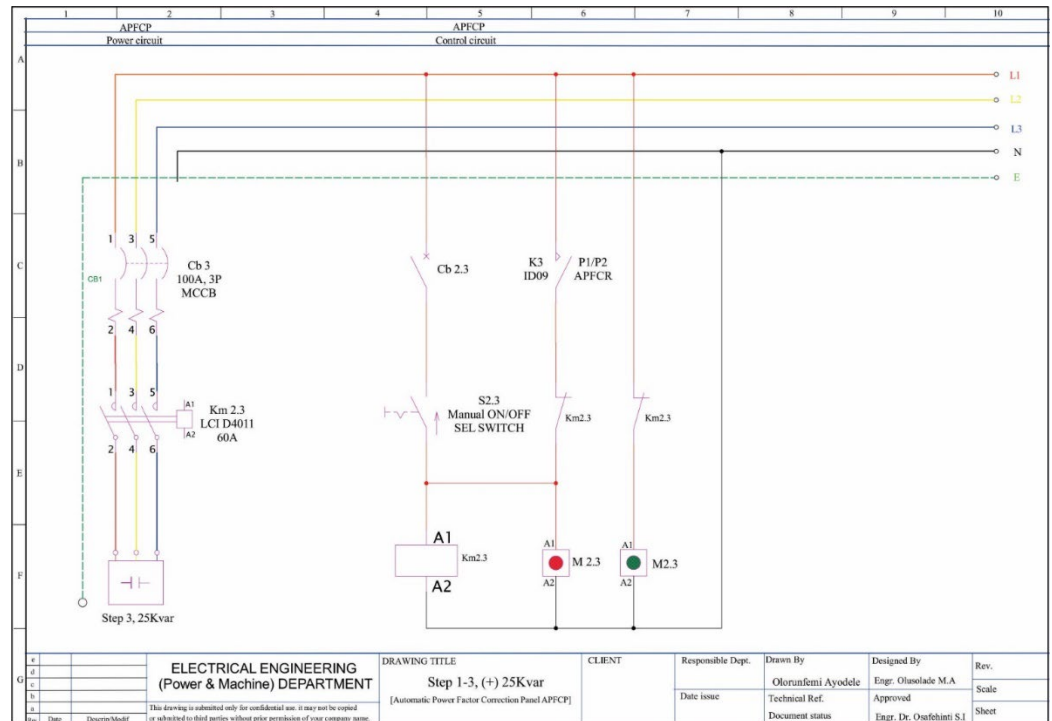 1 2 3 4 5 6 7 8 9 10
APFCP APFCP
Power circuit Control circuit
A
L1
L2
L3
B
N
E
1 3 5
C
CB1
Cb 3
100A, 3P
MCCB
Cb 2.3
K3
ID09
P1/P2
APFCR
2 4 6
D
1 3 5
A1
A2
Km 2.3
LCI D4011
60A
S2.3
Manual ON/OFF
SEL SWITCH
Km2.3
Km2.3
2 4 6
E
A1
Km2.3
A2
A1
M 2.3
A2
A1
M2.3
A2
F
Step 3, 25Kvar
G
e
d
c
b
a
Rev Date Descrip/Modif
ELECTRICAL ENGINEERING
(Power & Machine) DEPARTMENT
This drawing is submitted only for confidential use. it may not be copied
or submitted to third parties without prior permission of your company name.
DRAWING TITLE
Step 1-3, (+) 25Kvar
[Automatic Power Factor Correction Panel APFCP]
CLIENT
Responsible Dept.
Date issue
Drawn By
Olorunfemi Ayodele
Technical Ref.
Document status
Designed By
Engr. Olusolade M.A
Approved
Engr. Dr. Osafehinti S.I
Rev.
Scale
Sheet